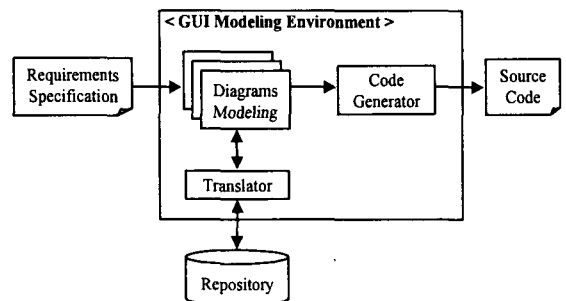 < GUI Modeling Environment >
Requirements
Specification
Diagrams
Modeling
Code
Generator
Source
Code
Translator
Repository